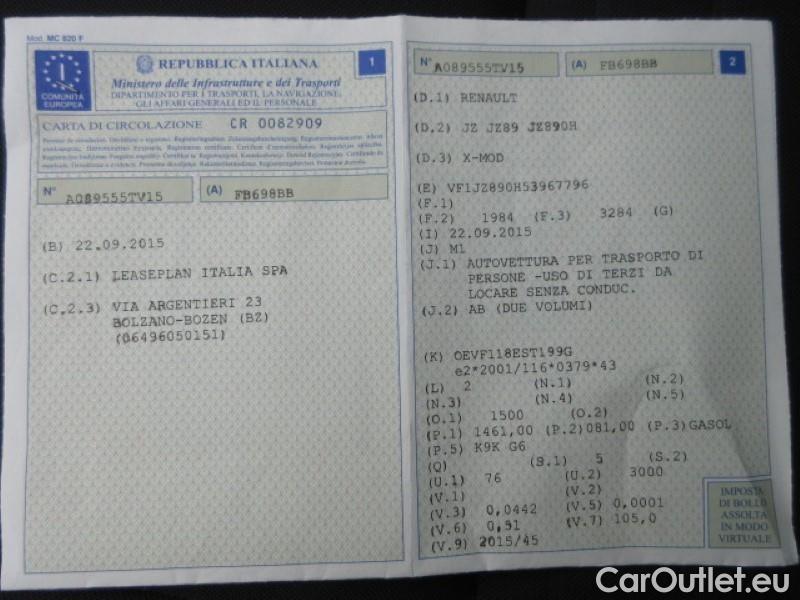 Mod. MC 820 F
COMUNITÀ
EUROPEA
REPUBBLICA ITALIANA
1
Ministero delle Infrastrutture e dei Trasporti
DIPARTIMENTO PER I TRASPORTI, LA NAVIGAZIONE,
GLI AFFARI GENERALI ED IL PERSONALE
CARTA DI CIRCOLAZIONE CR 0082909
N° A089555TV15 (A) FB698BB
(B) 22.09.2015
(C.2.1) LEASEPLAN ITALIA SPA
(C.2.3) VIA ARGENTIERI 23
BOLZANO-BOZEN (BZ)
(06496050151)
N° A089555TV15 (A) FB698BB 2
(D.1) RENAULT
(D.2) JZ JZ89 JZ890H
(D.3) X-MOD
(E) VF1JZ890H53967796
(F.1)
(F.2) 1984 (F.3) 3284 (G)
(I) 22.09.2015
(J) M1
(J.1) AUTOVETTURA PER TRASPORTO DI
PERSONE -USO DI TERZI DA
LOCARE SENZA CONDUC.
(J.2) AB (DUE VOLUMI)
(K) OEVF118EST199G
e2*2001/116*0379*43
(L) 2 (N.1) (N.2)
(N.3) (N.4) (N.5)
(O.1) 1500 (O.2)
(P.1) 1461,00 (P.2)081,00 (P.3)GASOL
(P.5) K9K G6
(Q) (S.1) 5 (S.2)
(U.1) 76 (U.2) 3000
(V.1) (V.2)
(V.3) 0,0442 (V.5) 0,0001
(V.6) 0,51 (V.7) 105,0
(V.9) 2015/45
IMPOSTA
DI BOLLO
ASSOLTA
IN MODO
VIRTUALE
CarOutlet.eu